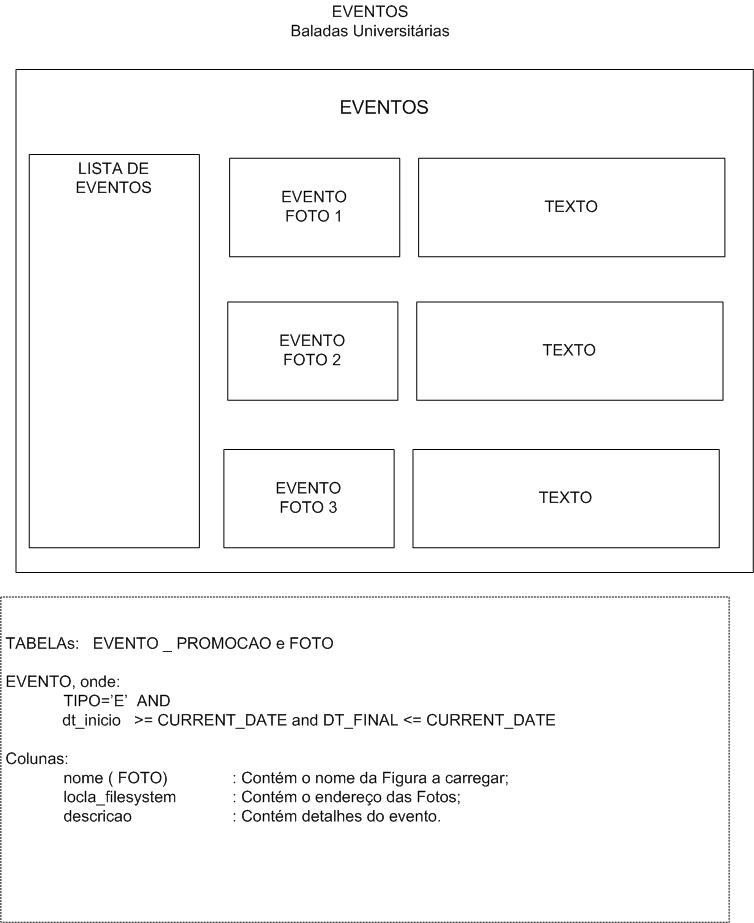 EVENTOS
Baladas Universitárias
EVENTOS
LISTA DE
EVENTOS
EVENTO
FOTO 1
TEXTO
EVENTO
FOTO 2
TEXTO
EVENTO
FOTO 3
TEXTO
TABELAs: EVENTO _ PROMOCAO e FOTO
EVENTO, onde:
TIPO='E' AND
dt_inicio >= CURRENT_DATE and DT_FINAL <= CURRENT_DATE
Colunas:
nome ( FOTO) : Contém o nome da Figura a carregar;
locla_filesystem : Contém o endereço das Fotos;
descricao : Contém detalhes do evento.